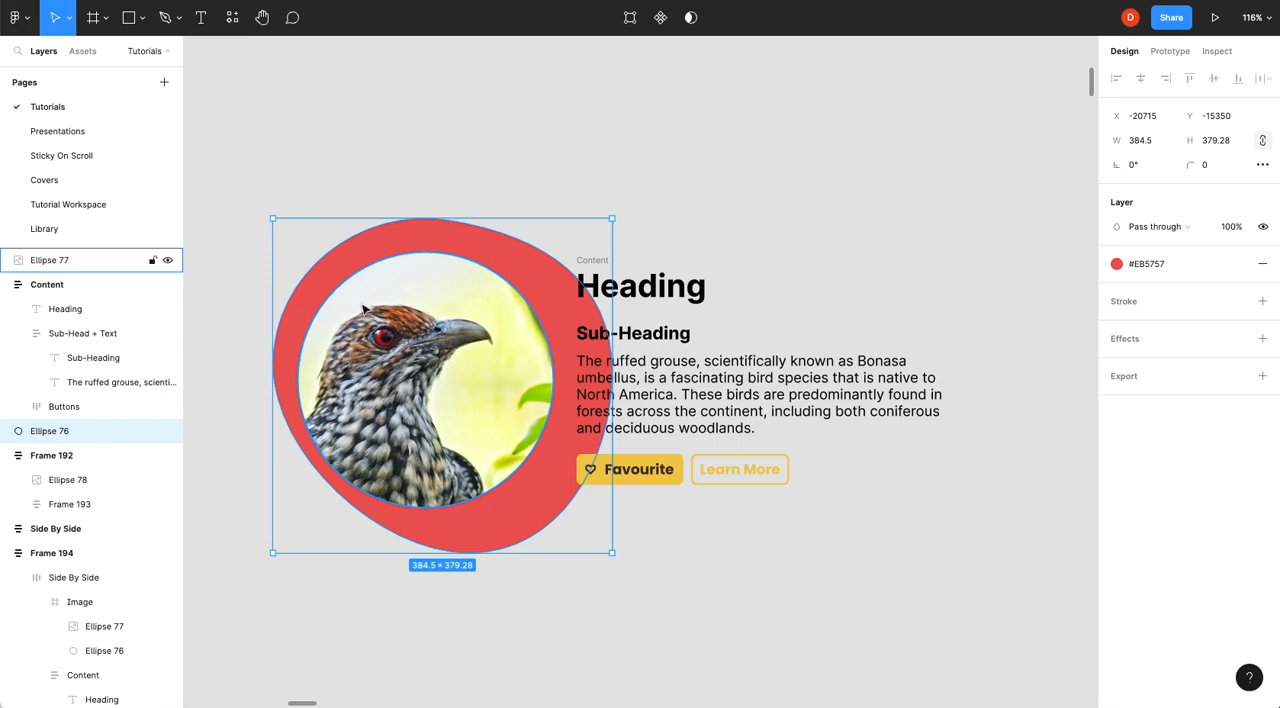 D
Share
116%
Layers
Assets
Tutorials
Pages
Tutorials
Presentations
Sticky On Scroll
Covers
Tutorial Workspace
Library
Ellipse 77
Content
Heading
Sub-Head + Text
Sub-Heading
The ruffed grouse, scienti...
Buttons
Ellipse 76
Frame 192
Ellipse 78
Frame 193
Side By Side
Frame 194
Side By Side
Image
Ellipse 77
Ellipse 76
Content
Heading
Content
Heading
Sub-Heading
The ruffed grouse, scientifically known as Bonasa
umbellus, is a fascinating bird species that is native to
North America. These birds are predominantly found in
forests across the continent, including both coniferous
and deciduous woodlands.
Favourite
Learn More
384.5 × 379.28
Design
Prototype
Inspect
X -20715
Y -15350
W 384.5
H 379.28
0°
0
Layer
Pass through
100%
#EB5757
Stroke
Effects
Export
?